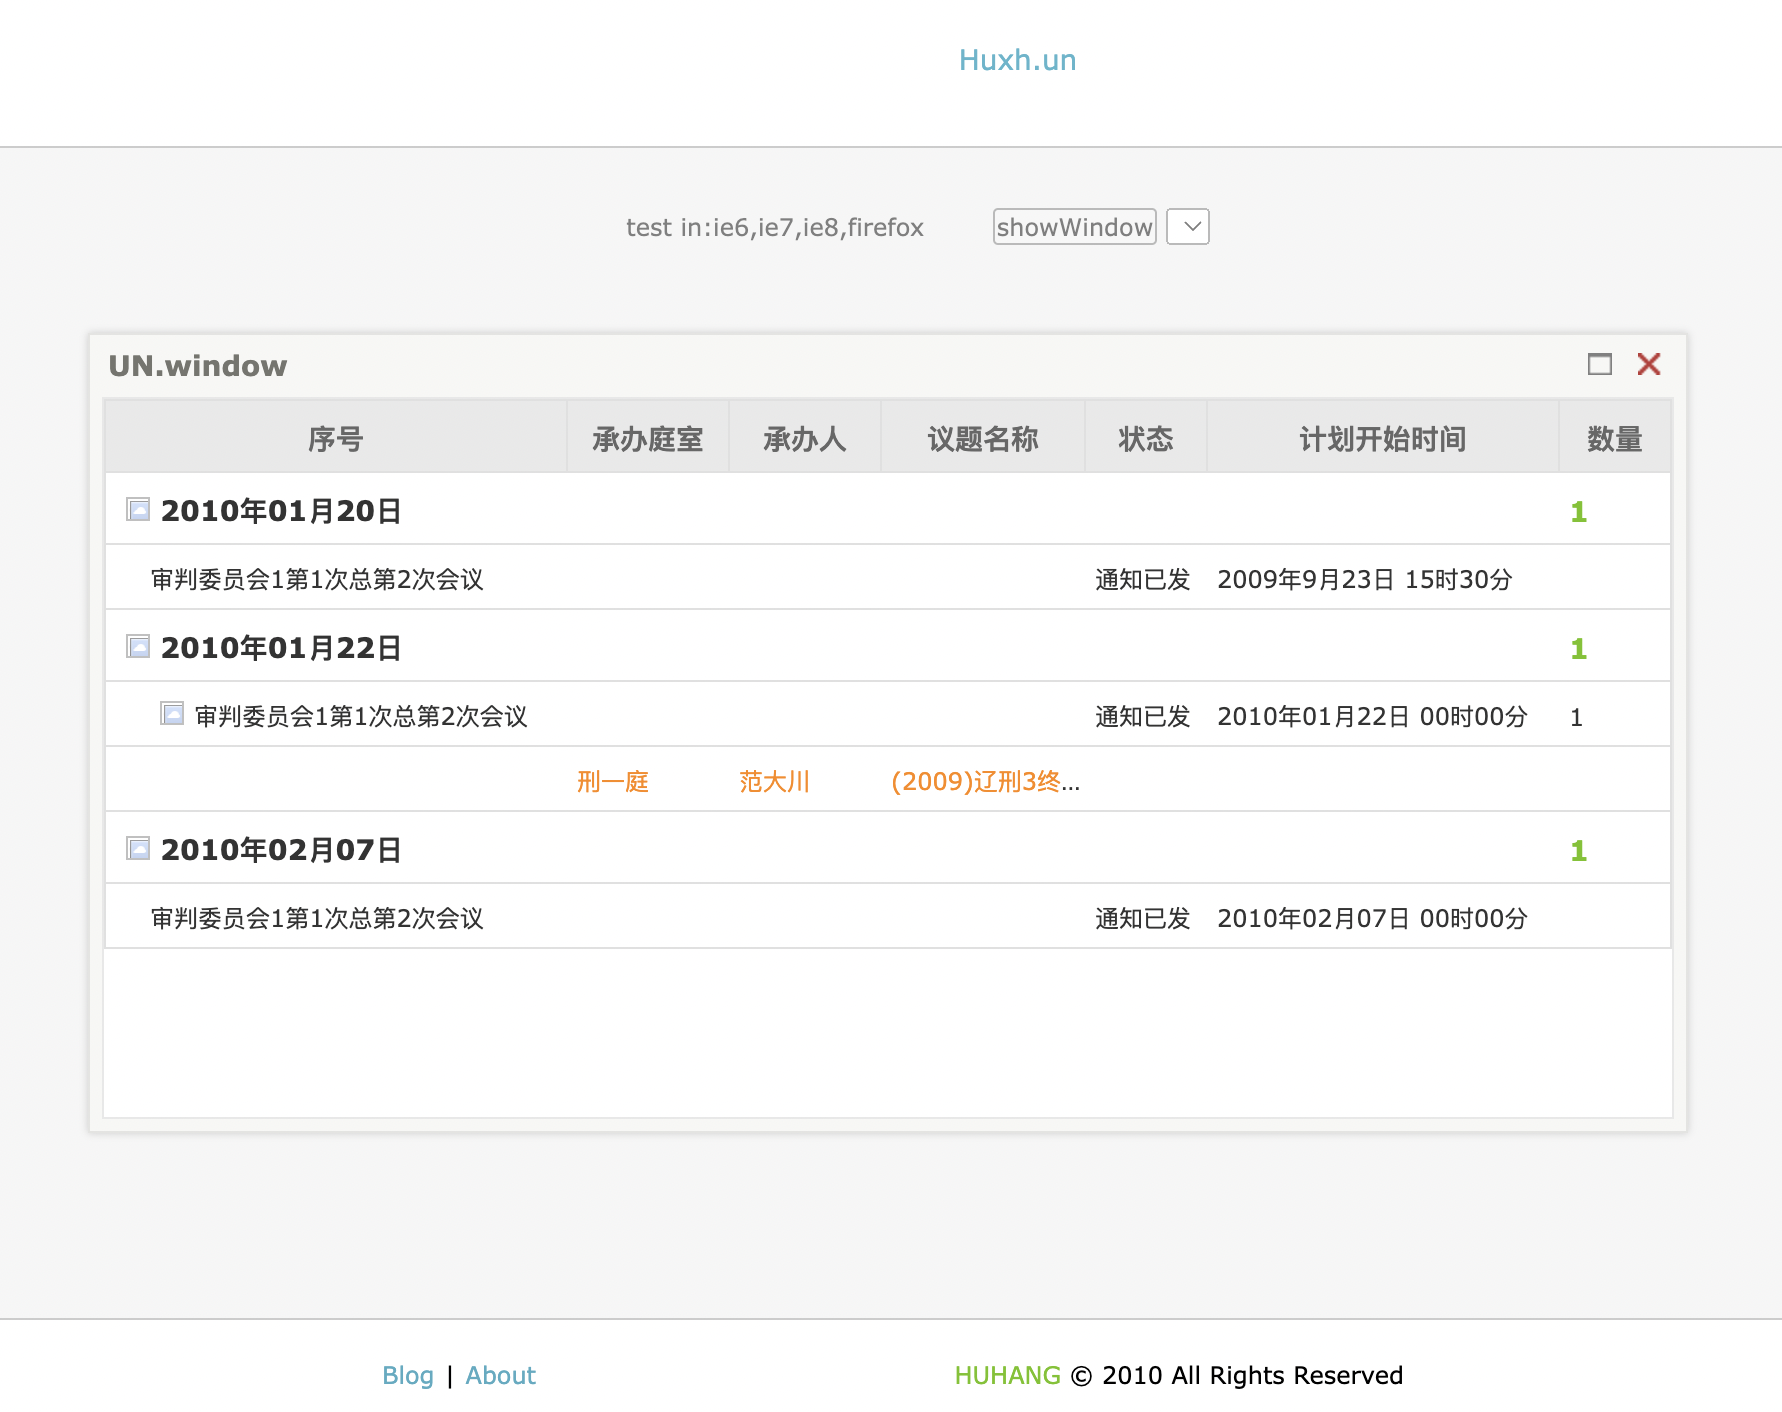 Huxh.un
test in:ie6,ie7,ie8,firefox showWindow
UN.window
序号 承办庭室 承办人 议题名称 状态 计划开始时间 数量
2010年01月20日 1
审判委员会1第1次总第2次会议 通知已发 2009年9月23日 15时30分
2010年01月22日 1
审判委员会1第1次总第2次会议 通知已发 2010年01月22日 00时00分 1
刑一庭 范大川 (2009)辽刑3终...
2010年02月07日 1
审判委员会1第1次总第2次会议 通知已发 2010年02月07日 00时00分
Blog | About HUHANG © 2010 All Rights Reserved